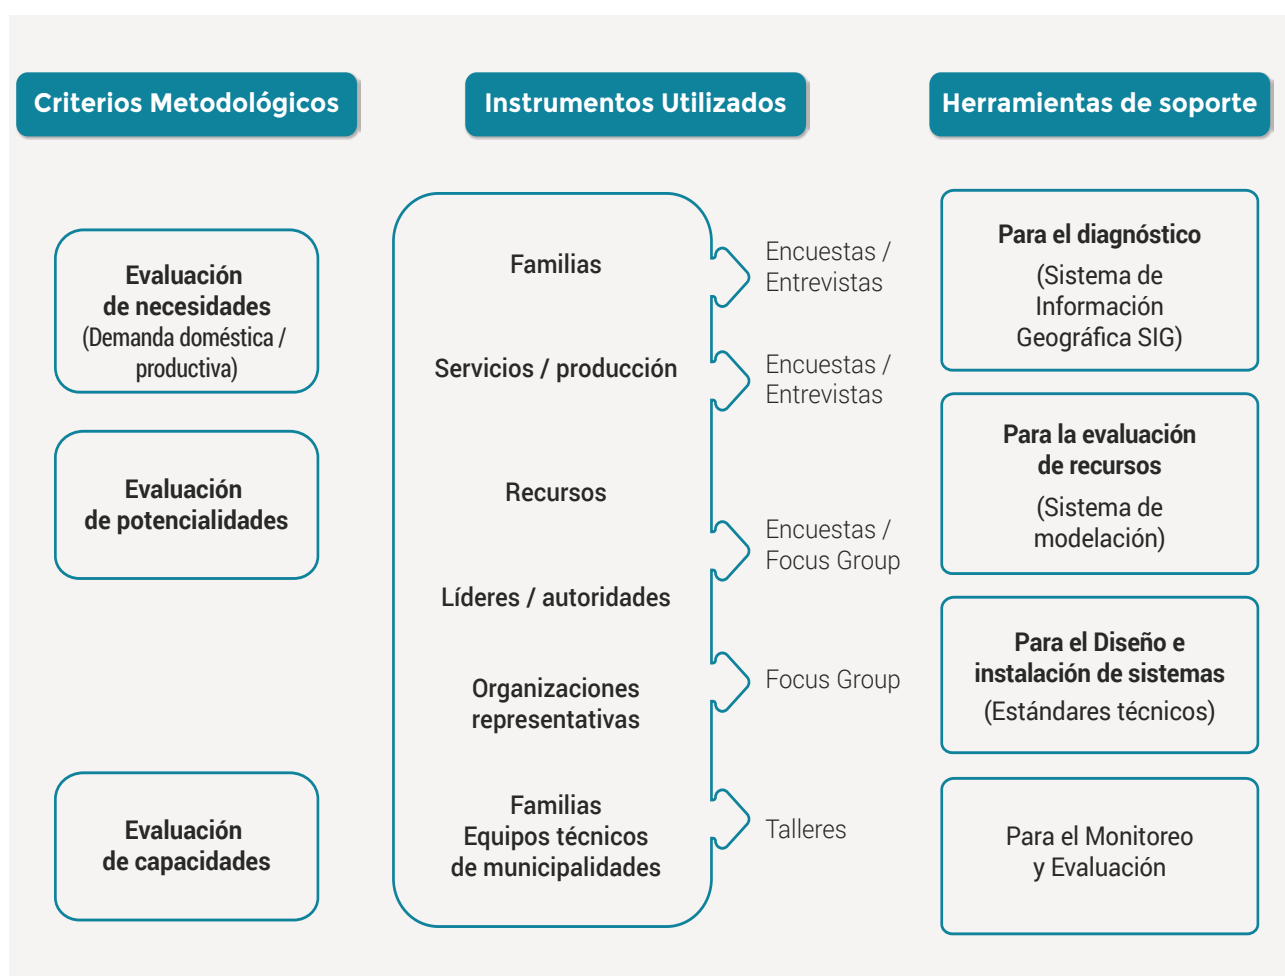 Criterios Metodológicos
Instrumentos Utilizados
Herramientas de soporte
Evaluación
de necesidades
(Demanda doméstica /
productiva)
Evaluación
de potencialidades
Evaluación
de capacidades
Familias
Servicios / producción
Recursos
Líderes / autoridades
Organizaciones
representativas
Familias
Equipos técnicos
de municipalidades
Encuestas /
Entrevistas
Encuestas /
Entrevistas
Encuestas /
Focus Group
Focus Group
Talleres
Para el diagnóstico
(Sistema de
Información
Geográfica SIG)
Para la evaluación
de recursos
(Sistema de
modelación)
Para el Diseño e
instalación de sistemas
(Estándares técnicos)
Para el Monitoreo
y Evaluación